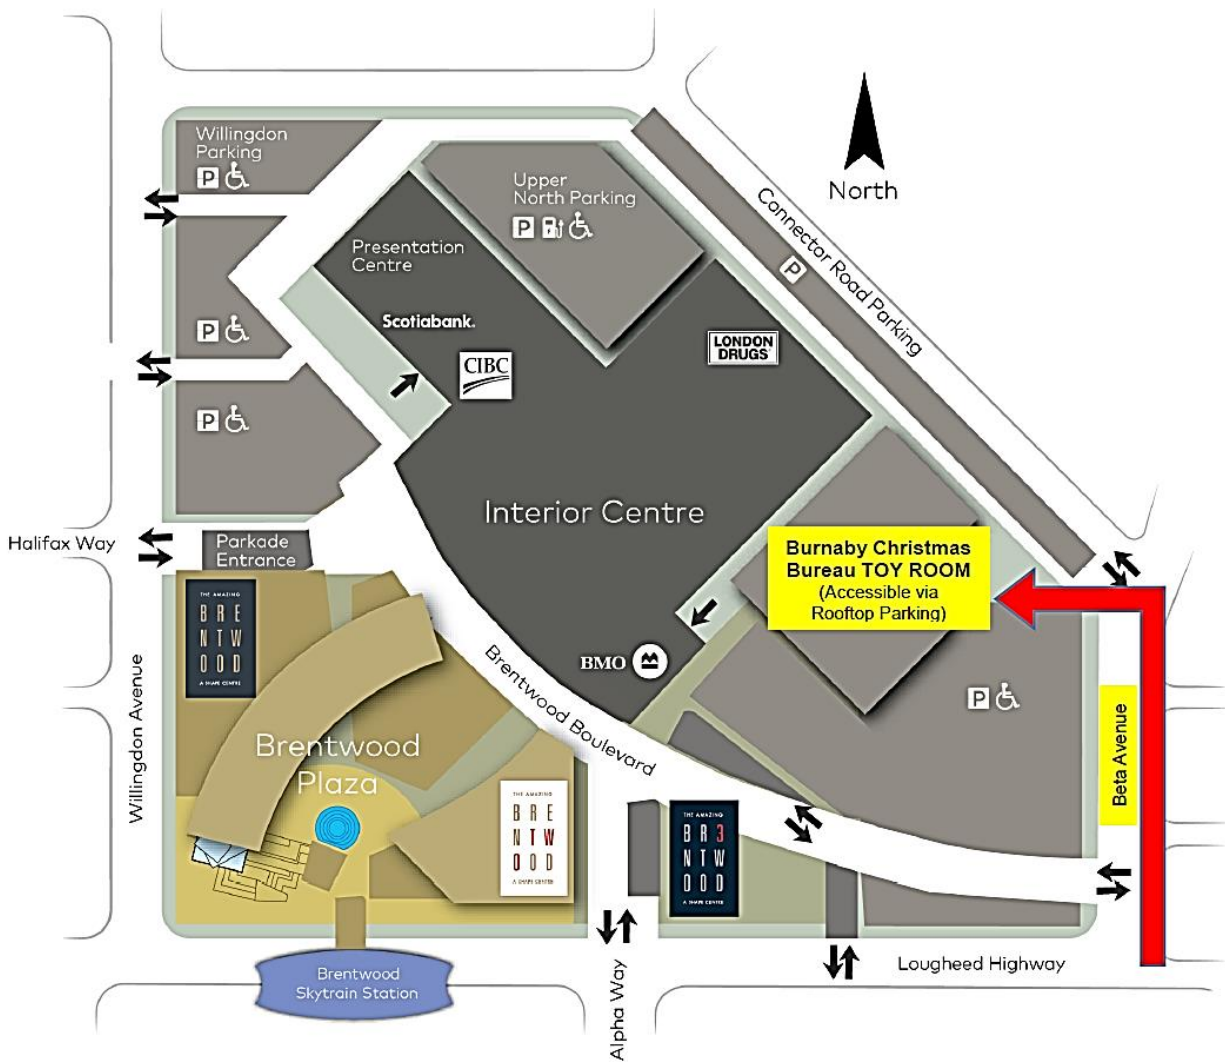 Willingdon
Parking
P
Upper
North Parking
P
North
Presentation
Centre
Connector Road Parking
P
Scotiabank.
LONDON
DRUGS
CIBC
P
P
Interior Centre
Halifax Way
Parkade
Entrance
Burnaby Christmas
Bureau TOY ROOM
(Accessible via
Rooftop Parking)
THE AMAZING
BRE
NTW
OOD
A SHAPE CENTRE
BMO
P
Willingdon Avenue
Brentwood Boulevard
Beta Avenue
Brentwood
Plaza
THE AMAZING
BRE
NTW
OOD
A SHAPE CENTRE
THE AMAZING
BR3
NTW
OOD
A SHAPE CENTRE
Lougheed Highway
Brentwood
Skytrain Station
Alpha Way